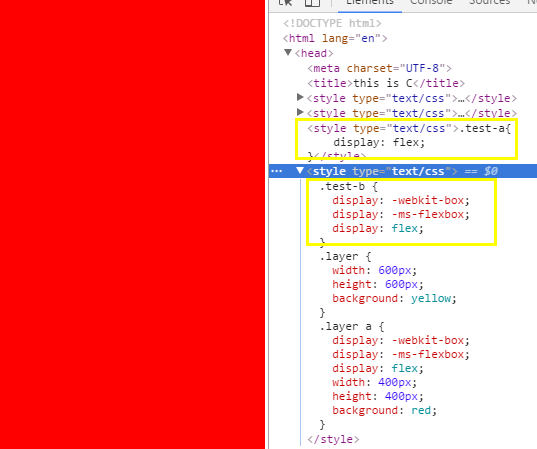 Elements Console Sources Net
<!DOCTYPE html>
<html lang="en">
<head>
<meta charset="UTF-8">
<title>this is C</title>
<style type="text/css">…</style>
<style type="text/css">…</style>
<style type="text/css">.test-a{
display: flex;
}</style>
<style type="text/css"> == $0
.test-b {
display: -webkit-box;
display: -ms-flexbox;
display: flex;
}
.layer {
width: 600px;
height: 600px;
background: yellow;
}
.layer a {
display: -webkit-box;
display: -ms-flexbox;
display: flex;
width: 400px;
height: 400px;
background: red;
}
</style>